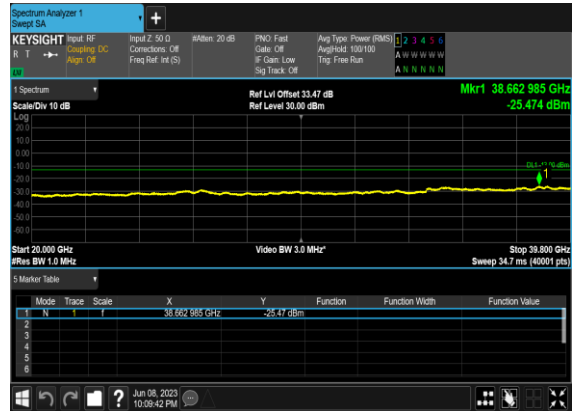 Spectrum Analyzer 1
Swept SA
+
KEYSIGHT Input: RF Input Z: 50 Ω #Atten: 20 dB PNO: Fast Avg Type: Power (RMS) 1 2 3 4 5 6
R T Coupling: DC Corrections: Off Gate: Off Avg|Hold: 100/100 A W W W W W
Align: Off Freq Ref: Int (S) IF Gain: Low Trig: Free Run
Sig Track: Off A N N N N N
1 Spectrum
Scale/Div 10 dB
Ref Lvl Offset 33.47 dB
Ref Level 30.00 dBm
Mkr1 38.662 985 GHz
-25.474 dBm
Log
20.0
10.0
0.00
-10.0
-20.0
-30.0
-40.0
-50.0
-60.0
1
Start 20.000 GHz Video BW 3.0 MHz* Stop 39.800 GHz
#Res BW 1.0 MHz Sweep 34.7 ms (40001 pts)
5 Marker Table
Mode Trace Scale X Y Function Function Width Function Value
1 N 1 f 38.662 985 GHz -25.47 dBm
2
3
4
5
6
? Jun 08, 2023
10:09:42 PM